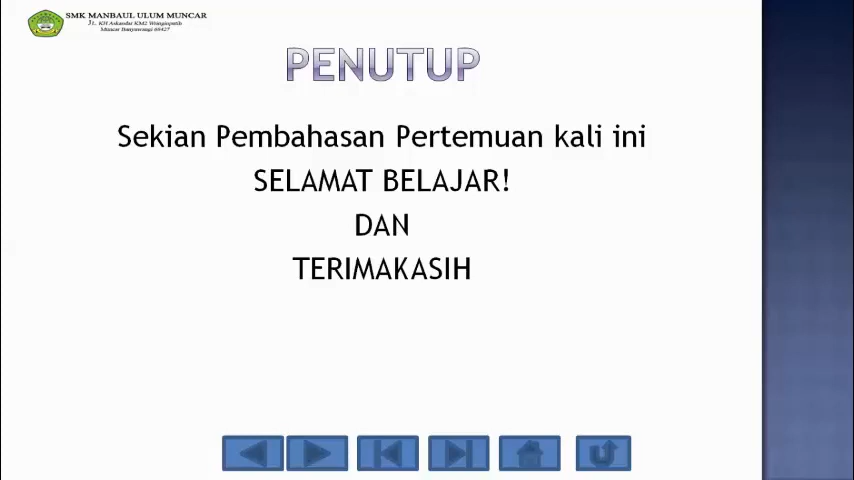 SMK MANBAUL ULUM MUNCAR
Jl. KH Askandar KM2 Wringinputih
Muncar Banyuwangi 68427
PENUTUP
Sekian Pembahasan Pertemuan kali ini
SELAMAT BELAJAR!
DAN
TERIMAKASIH